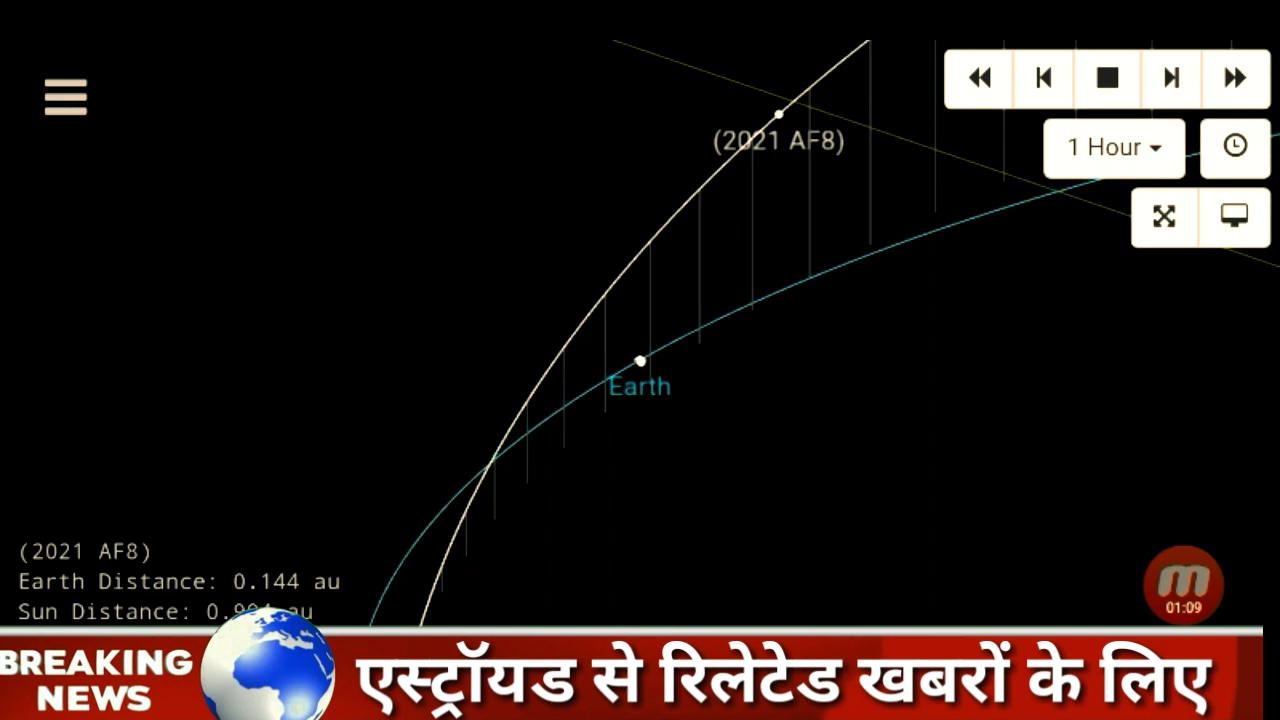 (2021 AF8)
1 Hour
Earth
(2021 AF8)
Earth Distance: 0.144 au
Sun Distance: au
m
01:09
BREAKING
NEWS
एस्ट्रॉयड से रिलेटेड खबरों के लिए